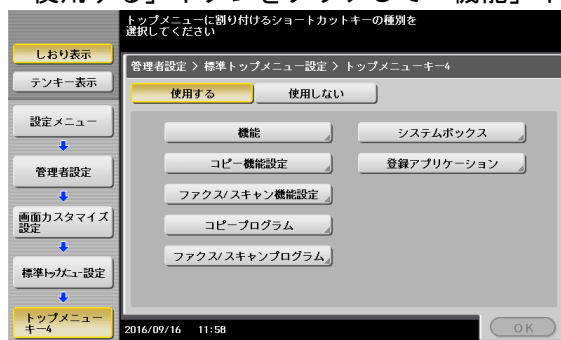 使用する」ボタンをタップして「機能」ボ
トップメニューに割り付けるショートカットキーの種別を
選択してください
しおり表示
テンキー表示
設定メニュー
管理者設定
画面カスタマイズ
設定
標準トップメニュー設定
トップメニュー
キー4
管理者設定 > 標準トップメニュー設定 > トップメニューキー4
使用する
使用しない
機能
システムボックス
コピー機能設定
登録アプリケーション
ファクス/スキャン機能設定
コピープログラム
ファクス/スキャンプログラム
2016/09/16 11:58
OK